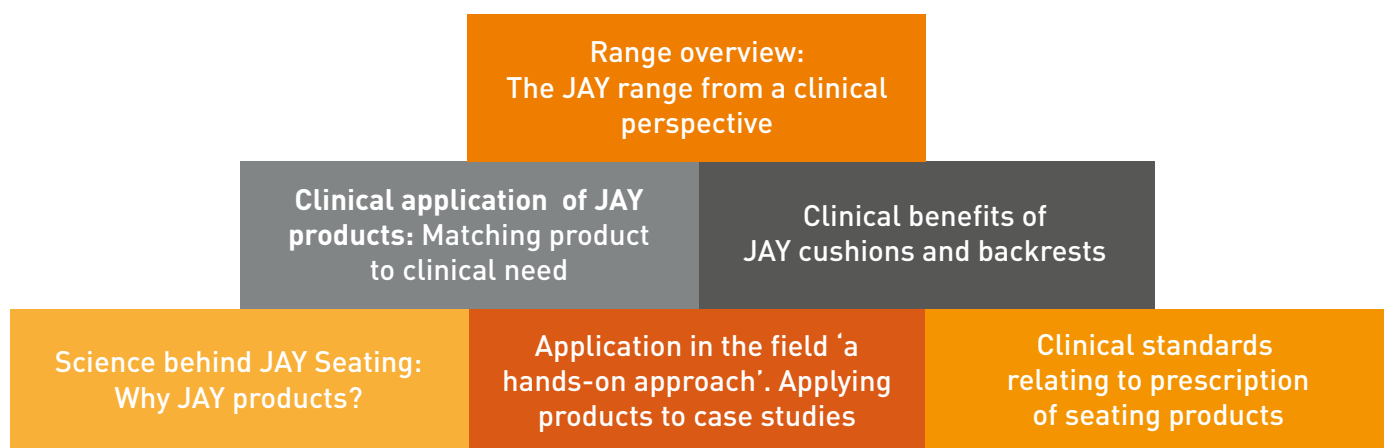 Range overview:
The JAY range from a clinical
perspective
Clinical application of JAY
products: Matching product
to clinical need
Clinical benefits of
JAY cushions and backrests
Science behind JAY Seating:
Why JAY products?
Application in the field ‘a
hands-on approach’. Applying
products to case studies
Clinical standards
relating to prescription
of seating products